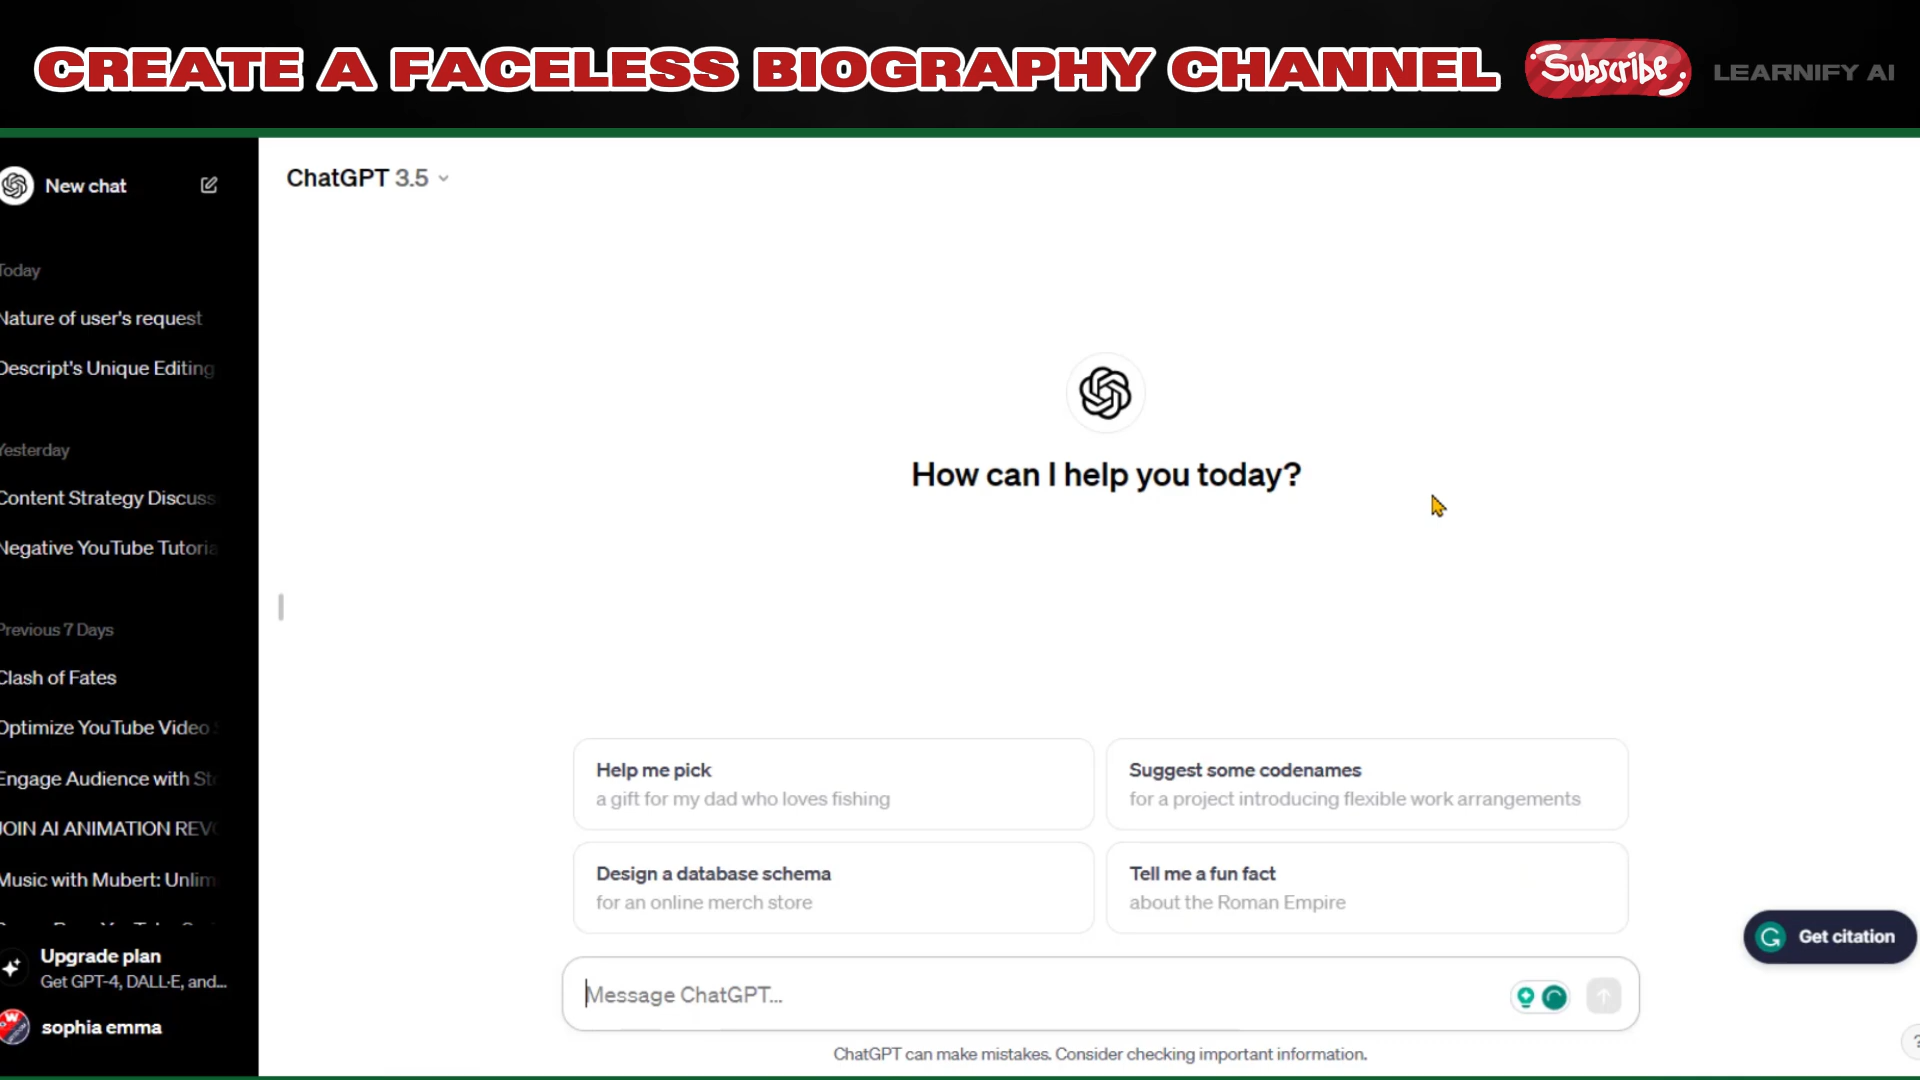 CREATE A FACELESS BIOGRAPHY CHANNEL
Subscribe
LEARNIFY AI
New chat
ChatGPT 3.5
Today
Nature of user's request
Descript's Unique Editing
Yesterday
Content Strategy Discuss
Negative YouTube Tutoria
Previous 7 Days
Clash of Fates
Optimize YouTube Video
Engage Audience with St
JOIN AI ANIMATION REV
Music with Mubert: Unlim
Upgrade plan
Get GPT-4, DALL·E, and...
sophia emma
How can I help you today?
Help me pick
a gift for my dad who loves fishing
Suggest some codenames
for a project introducing flexible work arrangements
Design a database schema
for an online merch store
Tell me a fun fact
about the Roman Empire
Get citation
Message ChatGPT...
ChatGPT can make mistakes. Consider checking important information.
?